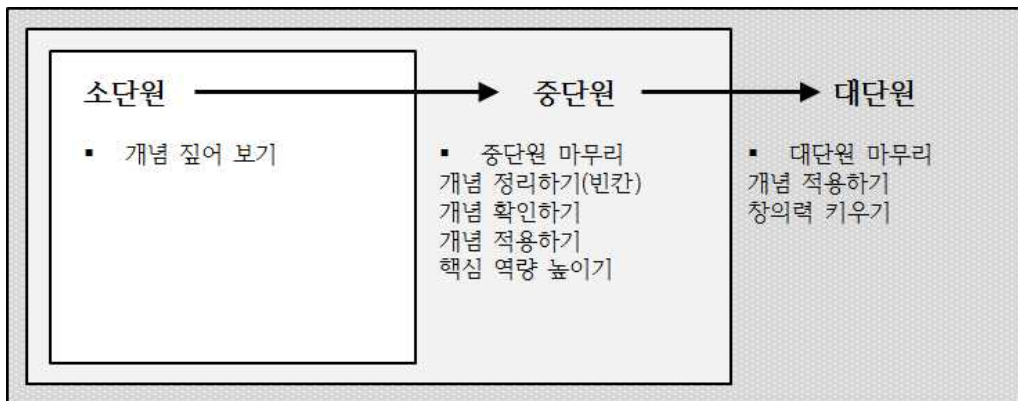 소단원
▪ 개념 짚어 보기
중단원
▪ 중단원 마무리
개념 정리하기(빈칸)
개념 확인하기
개념 적용하기
핵심 역량 높이기
대단원
▪ 대단원 마무리
개념 적용하기
창의력 키우기